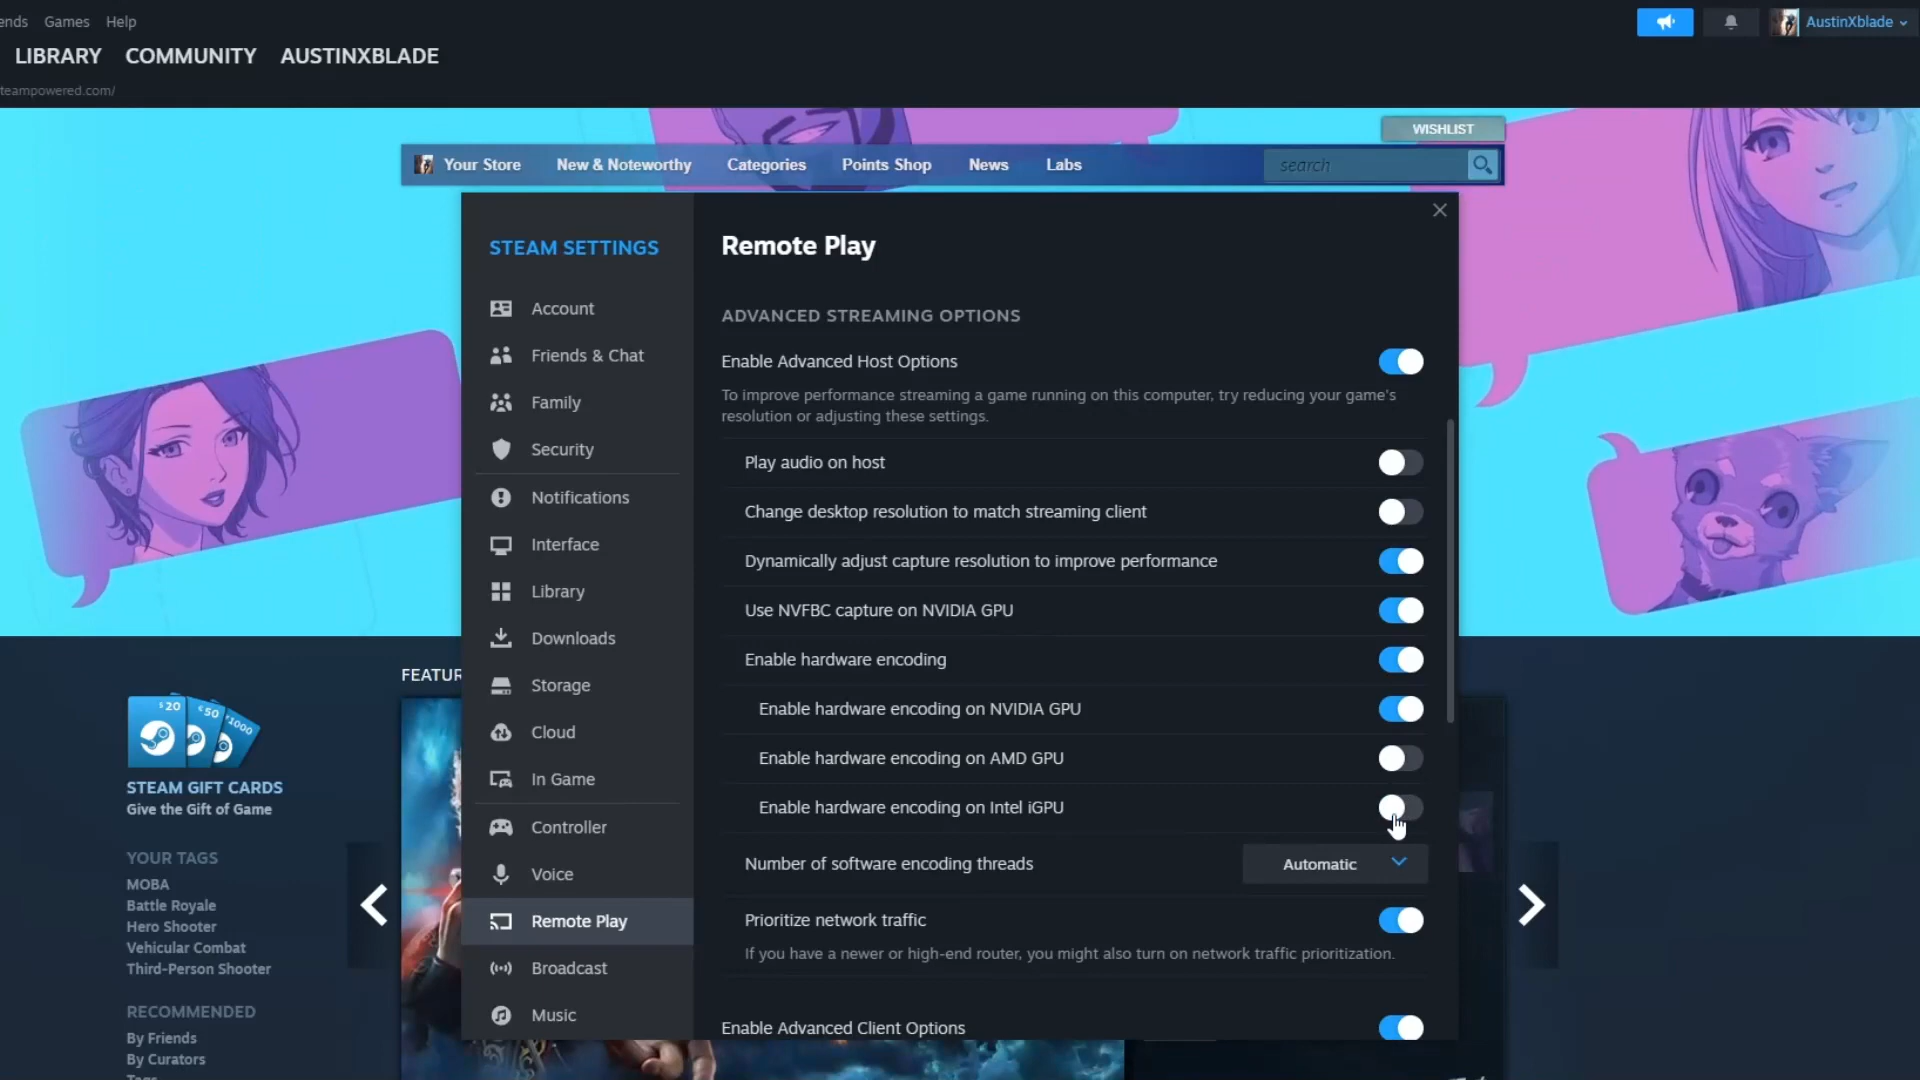 ends Games Help
AustinXblade
LIBRARY COMMUNITY AUSTINXBLADE
teampowered.com/
WISHLIST
Your Store New & Noteworthy Categories Points Shop News Labs search
STEAM SETTINGS
Account
Friends & Chat
Family
Security
Notifications
Interface
Library
Downloads
Storage
Cloud
In Game
Controller
Voice
Remote Play
Broadcast
Music
Remote Play
ADVANCED STREAMING OPTIONS
Enable Advanced Host Options
To improve performance streaming a game running on this computer, try reducing your game's
resolution or adjusting these settings.
Play audio on host
Change desktop resolution to match streaming client
Dynamically adjust capture resolution to improve performance
Use NVFBC capture on NVIDIA GPU
Enable hardware encoding
Enable hardware encoding on NVIDIA GPU
Enable hardware encoding on AMD GPU
Enable hardware encoding on Intel iGPU
Number of software encoding threads Automatic
Prioritize network traffic
If you have a newer or high-end router, you might also turn on network traffic prioritization.
Enable Advanced Client Options
FEATUR
$20 €50 ¥1000
STEAM GIFT CARDS
Give the Gift of Game
YOUR TAGS
MOBA
Battle Royale
Hero Shooter
Vehicular Combat
Third-Person Shooter
RECOMMENDED
By Friends
By Curators
Tags